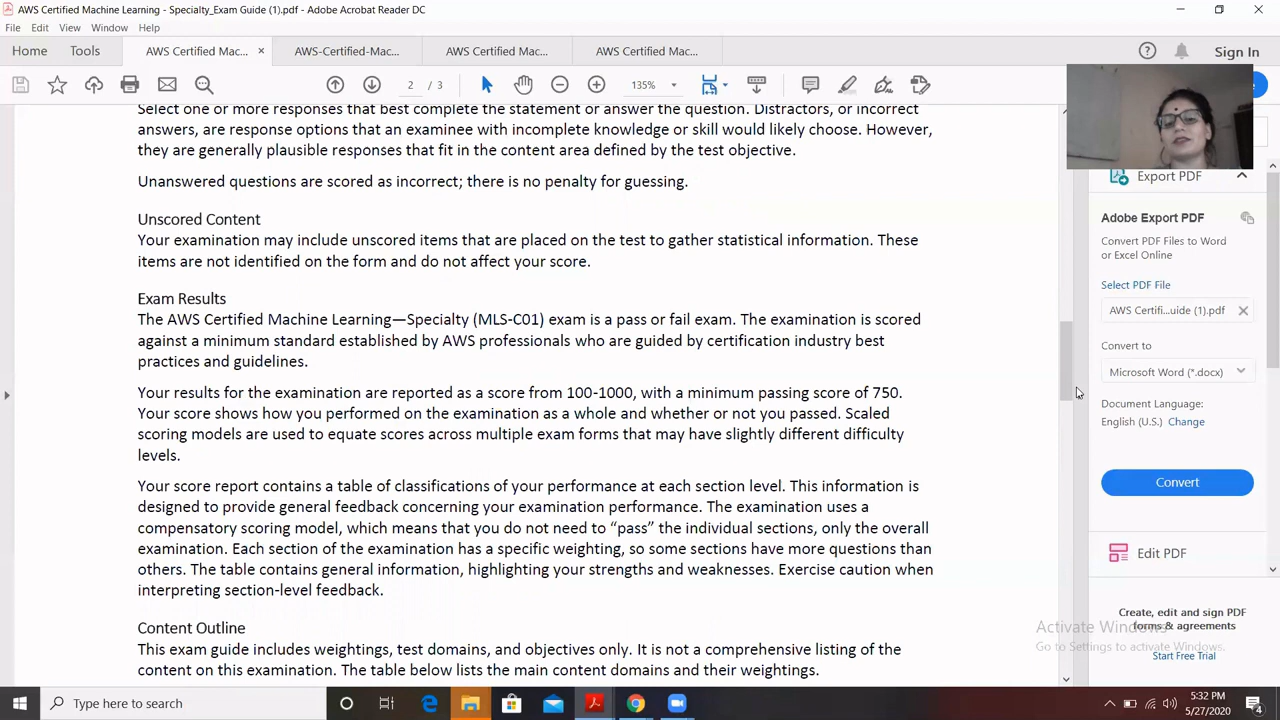 AWS Certified Machine Learning - Specialty_Exam Guide (1).pdf - Adobe Acrobat Reader DC
File Edit View Window Help
Home Tools AWS Certified Mac... × AWS-Certified-Mac... AWS Certified Mac... AWS Certified Mac... Sign In
2 / 3 135%
Select one or more responses that best complete the statement or answer the question. Distractors, or incorrect
answers, are response options that an examinee with incomplete knowledge or skill would likely choose. However,
they are generally plausible responses that fit in the content area defined by the test objective.
Unanswered questions are scored as incorrect; there is no penalty for guessing.
Unscored Content
Your examination may include unscored items that are placed on the test to gather statistical information. These
items are not identified on the form and do not affect your score.
Exam Results
The AWS Certified Machine Learning—Specialty (MLS-C01) exam is a pass or fail exam. The examination is scored
against a minimum standard established by AWS professionals who are guided by certification industry best
practices and guidelines.
Your results for the examination are reported as a score from 100-1000, with a minimum passing score of 750.
Your score shows how you performed on the examination as a whole and whether or not you passed. Scaled
scoring models are used to equate scores across multiple exam forms that may have slightly different difficulty
levels.
Your score report contains a table of classifications of your performance at each section level. This information is
designed to provide general feedback concerning your examination performance. The examination uses a
compensatory scoring model, which means that you do not need to “pass” the individual sections, only the overall
examination. Each section of the examination has a specific weighting, so some sections have more questions than
others. The table contains general information, highlighting your strengths and weaknesses. Exercise caution when
interpreting section-level feedback.
Content Outline
This exam guide includes weightings, test domains, and objectives only. It is not a comprehensive listing of the
content on this examination. The table below lists the main content domains and their weightings.
Export PDF
Adobe Export PDF
Convert PDF Files to Word
or Excel Online
Select PDF File
AWS Certifi...uide (1).pdf
Convert to
Microsoft Word (*.docx)
Document Language:
English (U.S.) Change
Convert
Edit PDF
Create, edit and sign PDF
forms & agreements
Start Free Trial
Activate Windows
Go to Settings to activate Windows.
Type here to search
5:32 PM
5/27/2020
4